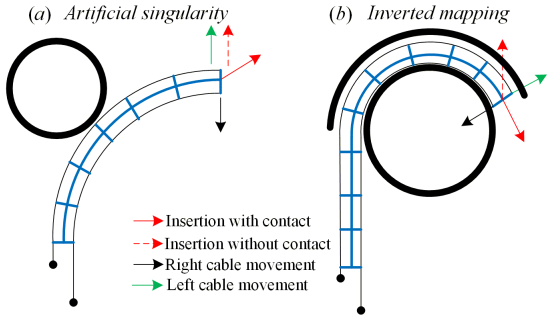 (a) Artificial singularity
(b) Inverted mapping
Insertion with contact
Insertion without contact
Right cable movement
Left cable movement